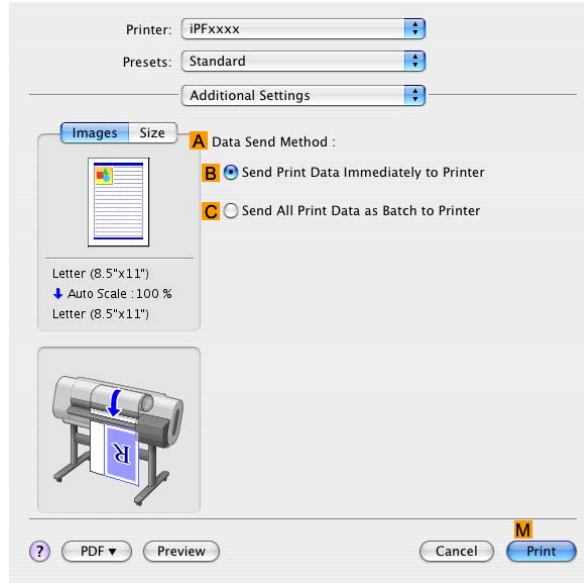 Printer: iPFxxxx
Presets: Standard
Additional Settings
Images Size
A Data Send Method :
B Send Print Data Immediately to Printer
C Send All Print Data as Batch to Printer
Letter (8.5"x11")
Auto Scale :100 %
Letter (8.5"x11")
R
M
? PDF▼ Preview Cancel Print